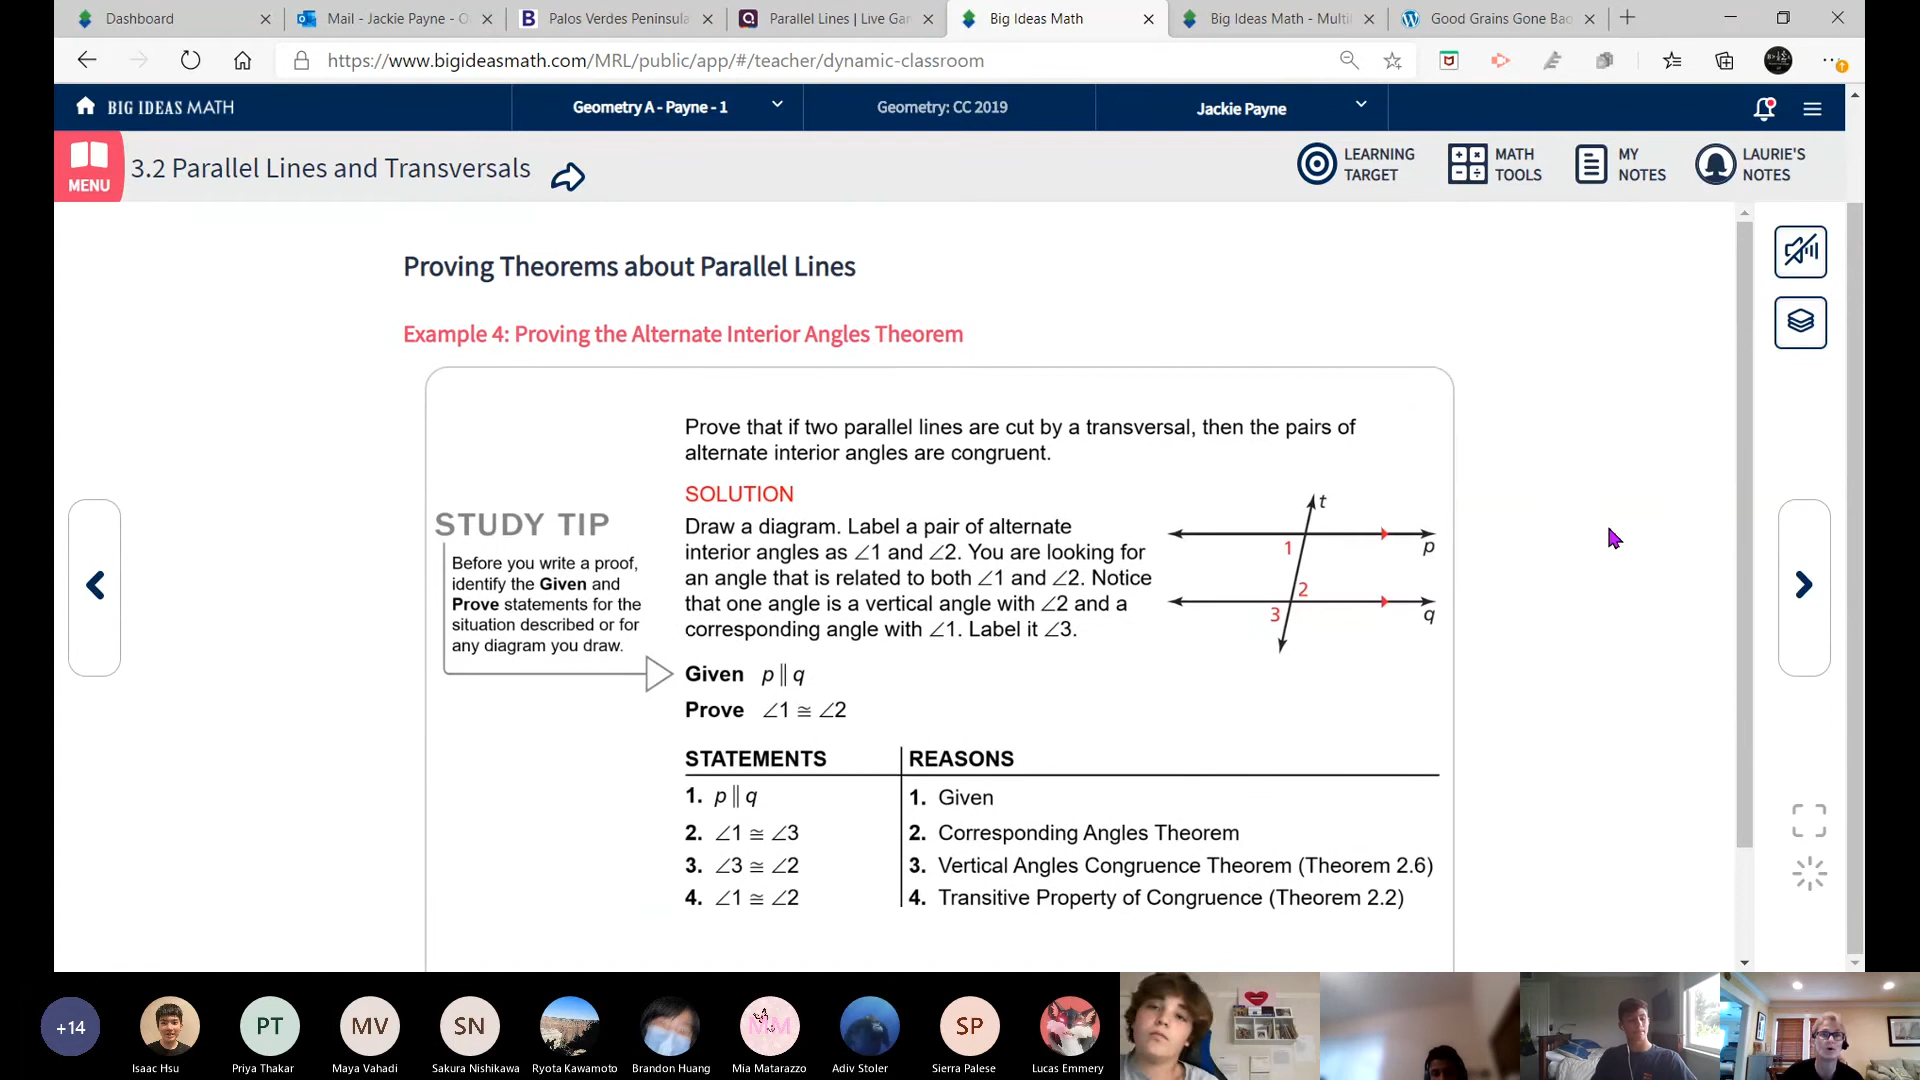 Dashboard
Mail - Jackie Payne - O
Palos Verdes Peninsula
Parallel Lines | Live Gar
Big Ideas Math
Big Ideas Math - Multi
Good Grains Gone Bad
https://www.bigideasmath.com/MRL/public/app/#/teacher/dynamic-classroom
BIG IDEAS MATH
Geometry A - Payne - 1
Geometry: CC 2019
Jackie Payne
MENU
3.2 Parallel Lines and Transversals
LEARNING TARGET
MATH TOOLS
MY NOTES
LAURIE'S NOTES
Proving Theorems about Parallel Lines
Example 4: Proving the Alternate Interior Angles Theorem
Prove that if two parallel lines are cut by a transversal, then the pairs of
alternate interior angles are congruent.
SOLUTION
Draw a diagram. Label a pair of alternate
interior angles as ∠1 and ∠2. You are looking for
an angle that is related to both ∠1 and ∠2. Notice
that one angle is a vertical angle with ∠2 and a
corresponding angle with ∠1. Label it ∠3.
STUDY TIP
Before you write a proof,
identify the Given and
Prove statements for the
situation described or for
any diagram you draw.
t
1
p
2
3
q
Given p ∥ q
Prove ∠1 ≅ ∠2
STATEMENTS REASONS
1. p ∥ q 1. Given
2. ∠1 ≅ ∠3 2. Corresponding Angles Theorem
3. ∠3 ≅ ∠2 3. Vertical Angles Congruence Theorem (Theorem 2.6)
4. ∠1 ≅ ∠2 4. Transitive Property of Congruence (Theorem 2.2)
+14
PT
MV
SN
MM
SP
Isaac Hsu
Priya Thakar
Maya Vahadi
Sakura Nishikawa
Ryota Kawamoto
Brandon Huang
Mia Matarazzo
Adiv Stoler
Sierra Palese
Lucas Emmery